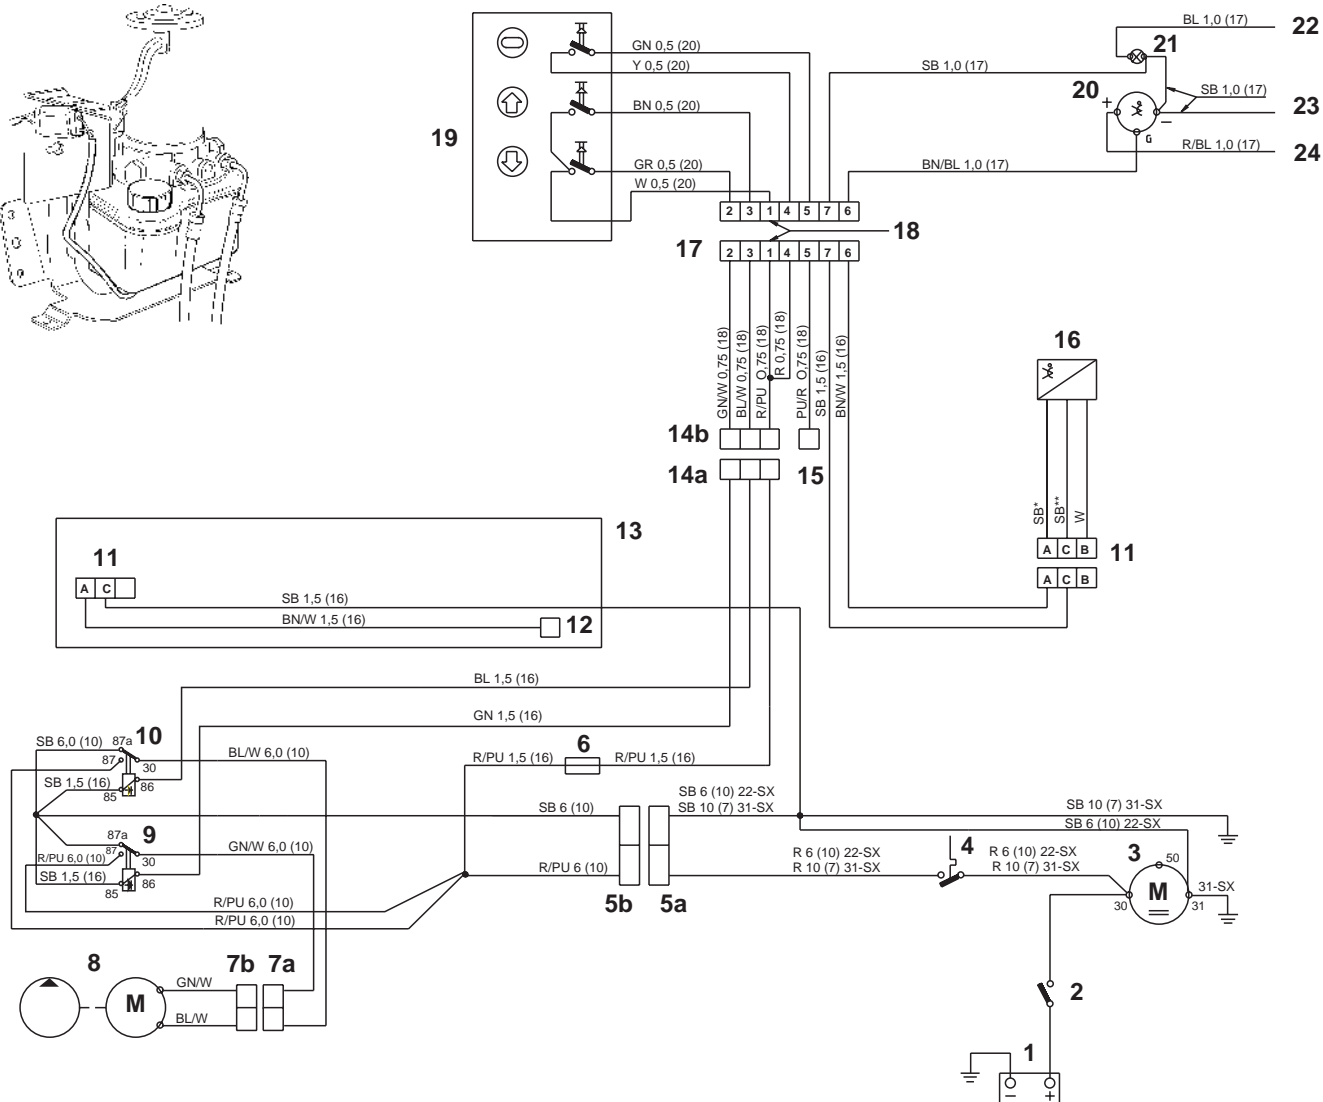 BL 1,0 (17)
22
21
GN 0,5 (20)
Y 0,5 (20)
SB 1,0 (17)
20
+
SB 1,0 (17)
BN 0,5 (20)
23
−
G
19
R/BL 1,0 (17)
24
GR 0,5 (20)
BN/BL 1,0 (17)
W 0,5 (20)
2 3 1 4 5 7 6
18
17
2 3 1 4 5 7 6
GN/W 0,75 (18)
BL/W 0,75 (18)
R/PU O,75 (18)
R 0,75 (18)
PU/R O,75 (18)
SB 1,5 (16)
BN/W 1,5 (16)
16
14b
14a
15
SB*
SB**
W
A C B
11
A C B
13
11
A C
SB 1,5 (16)
BN/W 1,5 (16)
12
BL 1,5 (16)
GN 1,5 (16)
SB 6,0 (10)
87a
10
BL/W 6,0 (10)
87
30
6
R/PU 1,5 (16)
R/PU 1,5 (16)
SB 1,5 (16)
86
85
SB 6 (10)
SB 6 (10) 22-SX
SB 10 (7) 31-SX
SB 10 (7) 31-SX
SB 6 (10) 22-SX
87a
9
GN/W 6,0 (10)
87
R/PU 6,0 (10)
30
4
R 6 (10) 22-SX
R 10 (7) 31-SX
R 6 (10) 22-SX
R 10 (7) 31-SX
3
50
R/PU 6 (10)
SB 1,5 (16)
86
85
M
31-SX
30
31
R/PU 6,0 (10)
R/PU 6,0 (10)
5b
5a
8
7b
7a
GN/W
M
BL/W
2
1
−
+